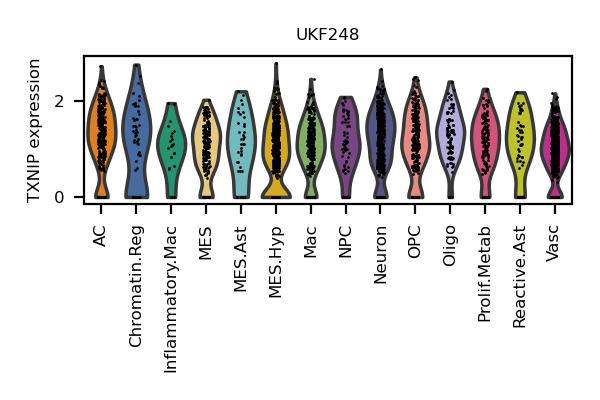 UKF248
TXNIP expression
2
0
AC
Chromatin.Reg
Inflammatory.Mac
MES
MES.Ast
MES.Hyp
Mac
NPC
Neuron
OPC
Oligo
Prolif.Metab
Reactive.Ast
Vasc